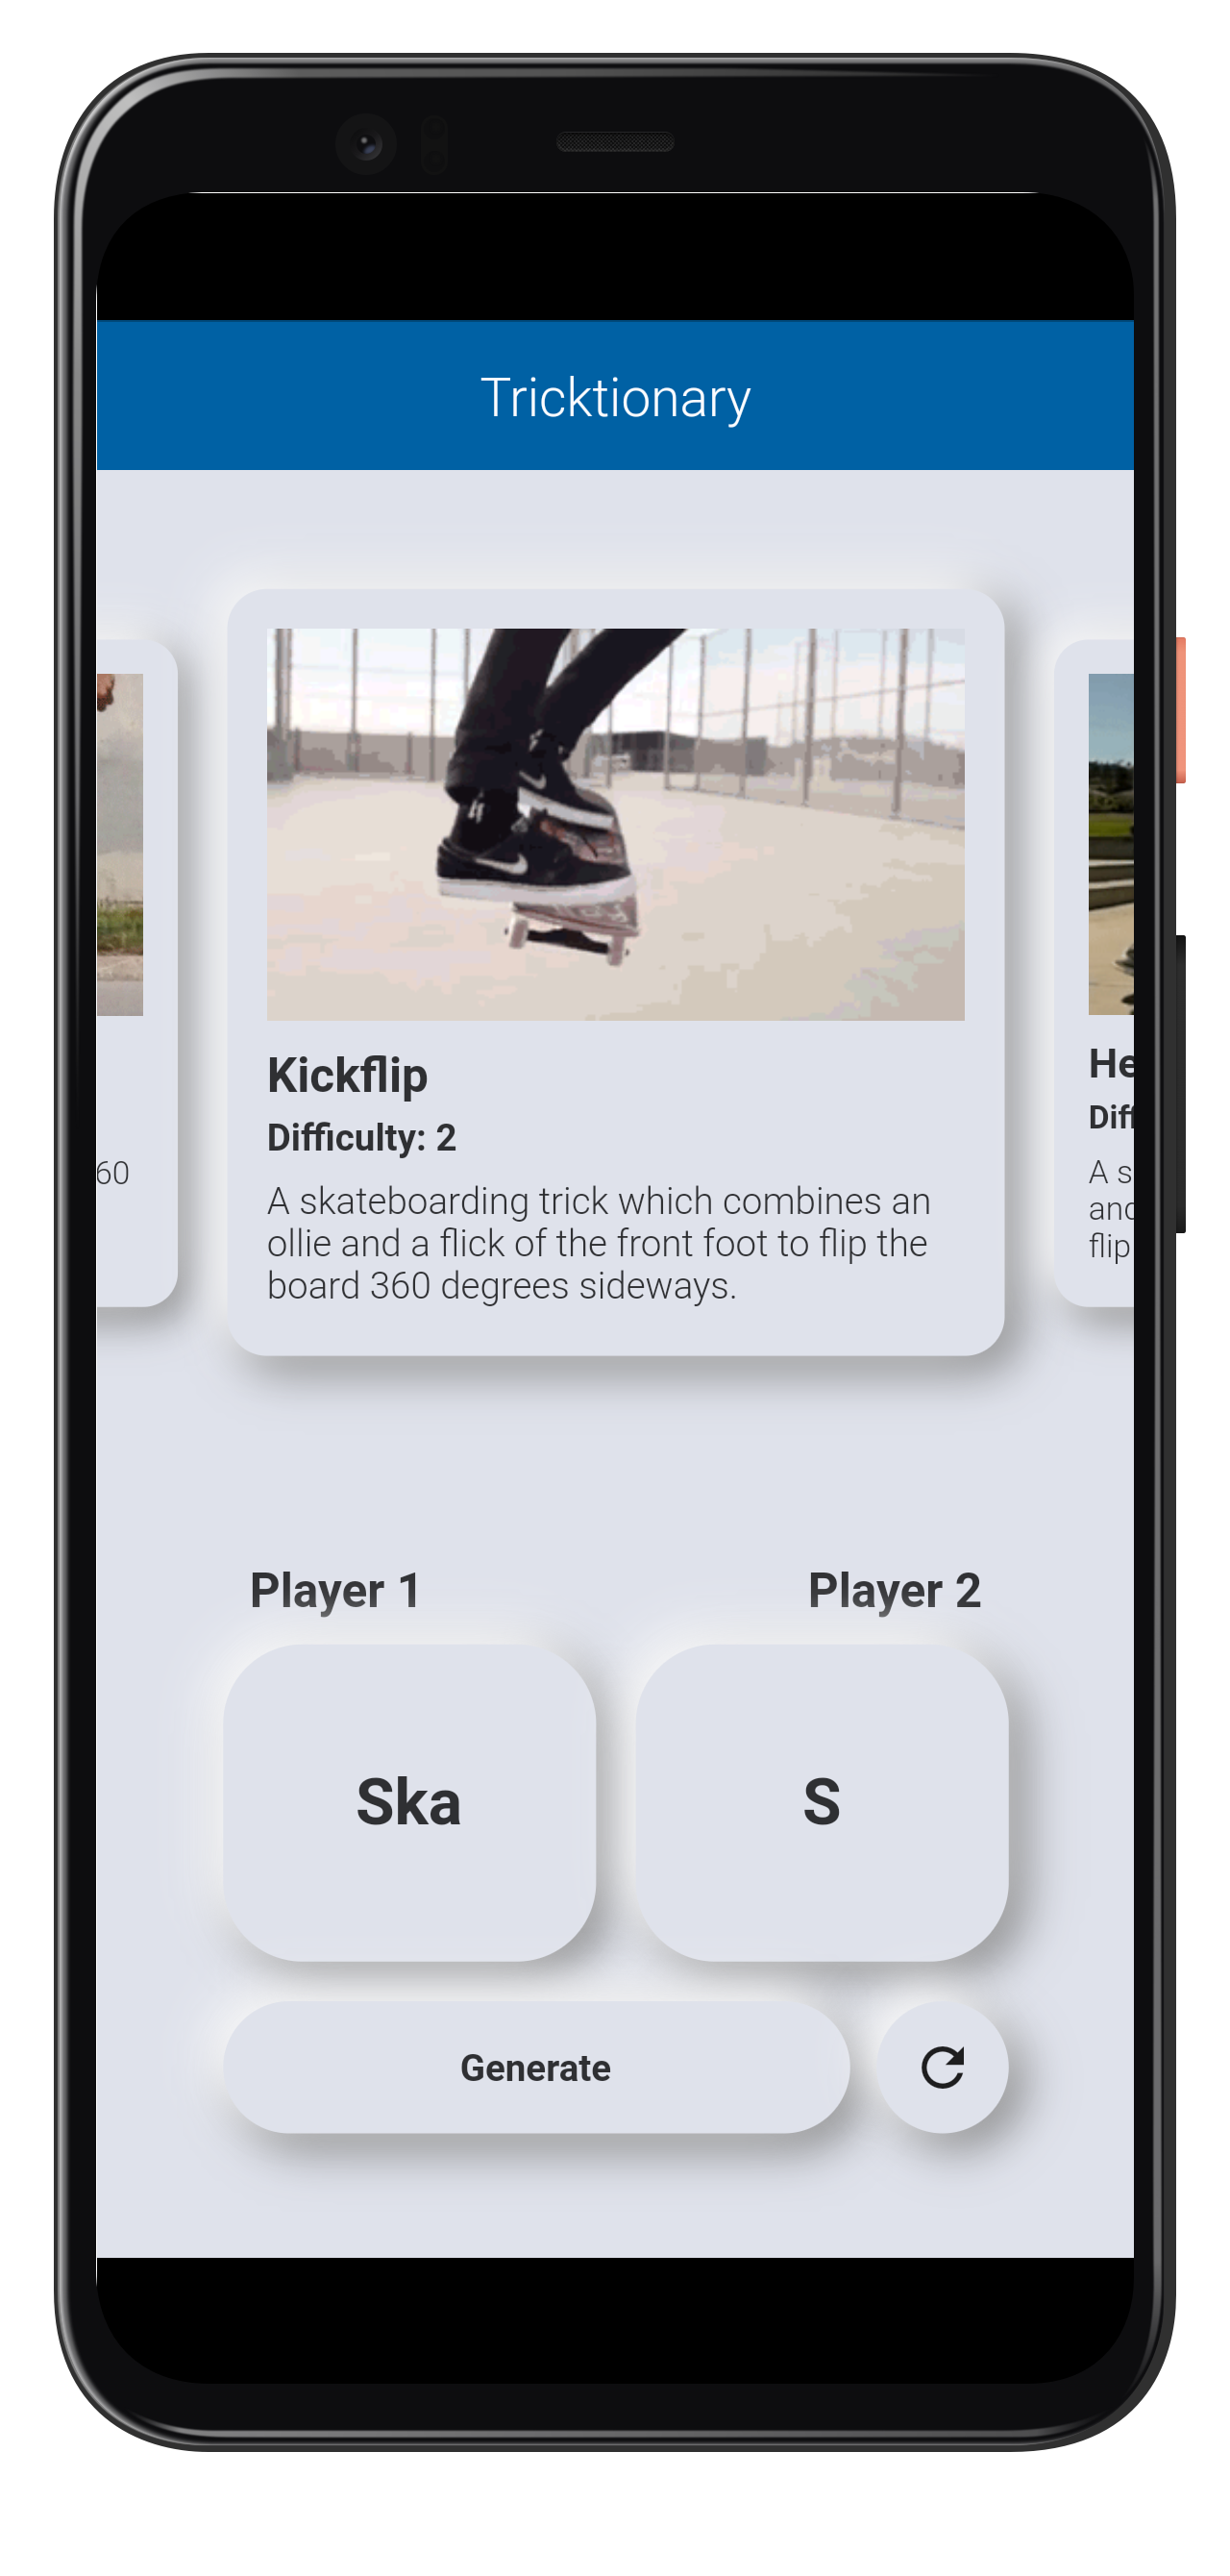 Tricktionary
60
Kickflip
Difficulty: 2
A skateboarding trick which combines an
ollie and a flick of the front foot to flip the
board 360 degrees sideways.
He
Diff
A s
and
flip
Player 1
Player 2
Ska
S
Generate